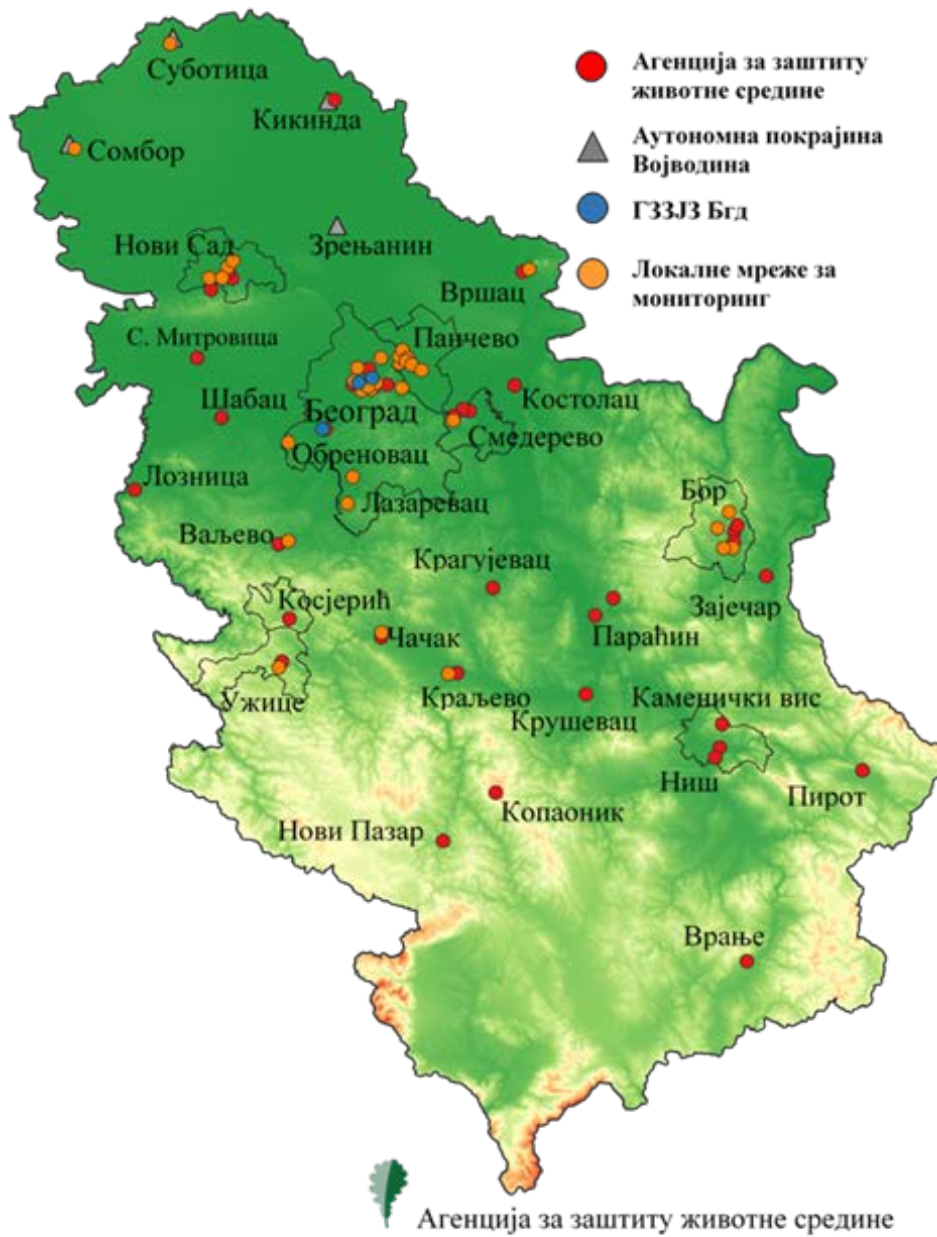 Суботица
Кикинда
Сомбор
Нови Сад
Зрењанин
Вршац
С. Митровица
Панчево
Шабац
Београд
Костолац
Смедерево
Обреновац
Лозница
Лазаревац
Бор
Ваљево
Крагујевац
Зајечар
Косјерић
Параћин
Чачак
Ужице
Краљево
Крушевац
Каменички вис
Ниш
Пирот
Копаоник
Нови Пазар
Врање
Агенција за заштиту
животне средине
Аутономна покрајина
Војводина
ГЗЗЈЗ Бгд
Локалне мреже за
мониторинг
Агенција за заштиту животне средине